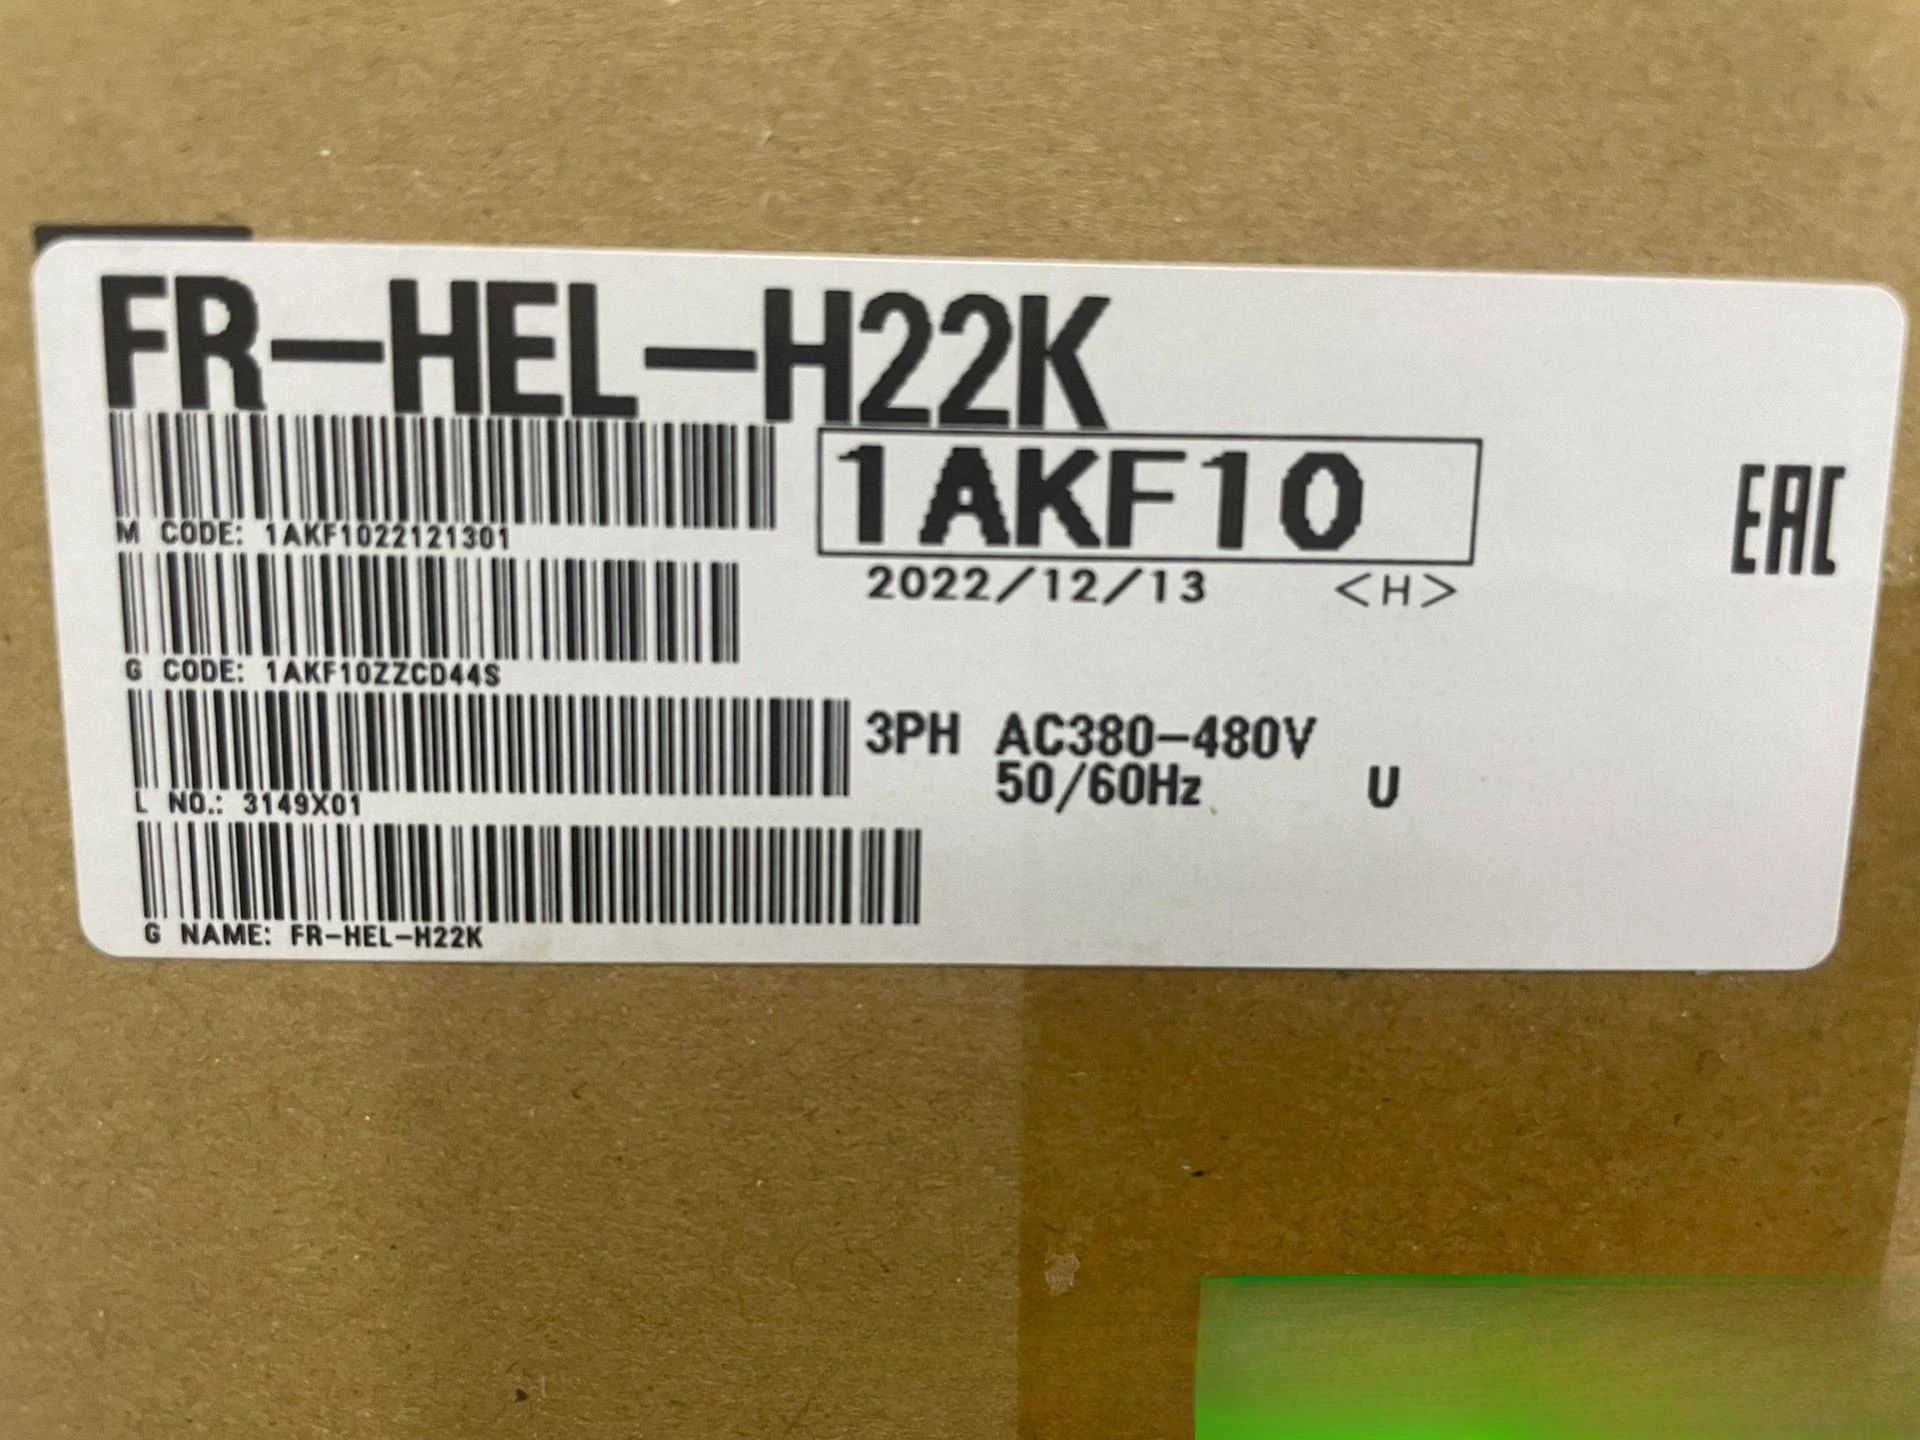 FR-HEL-H22K
1AKF10
M CODE: 1AKF1022121301
2022/12/13 <H>
EAC
G CODE: 1AKF10ZZCD44S
3PH AC380-480V
50/60Hz U
L NO.: 3149X01
G NAME: FR-HEL-H22K